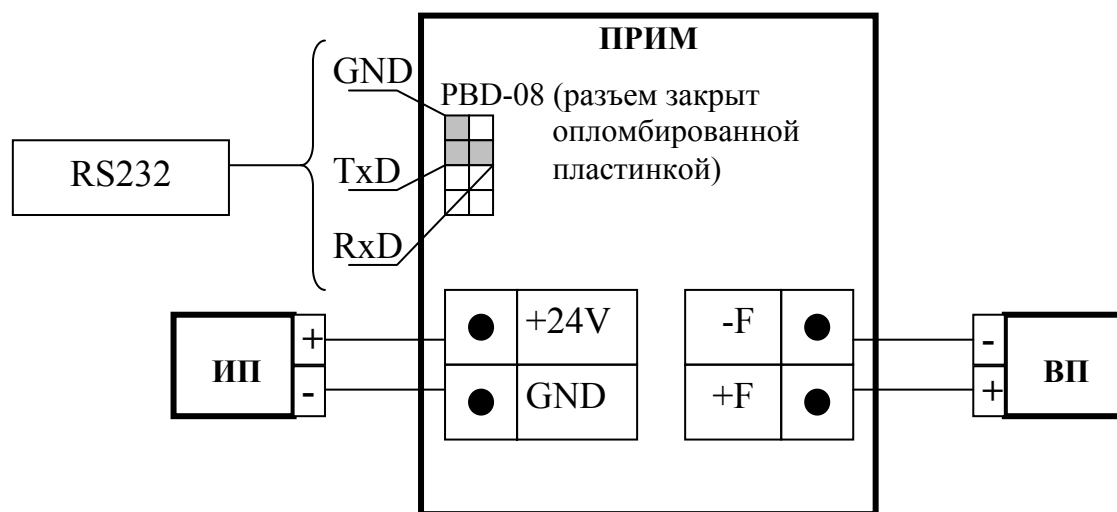 ПРИМ
GND
PBD-08 (разъем закрыт
опломбированной
пластинкой)
RS232
TxD
RxD
+
-
ИП
+24V
GND
-F
+F
-
+
ВП